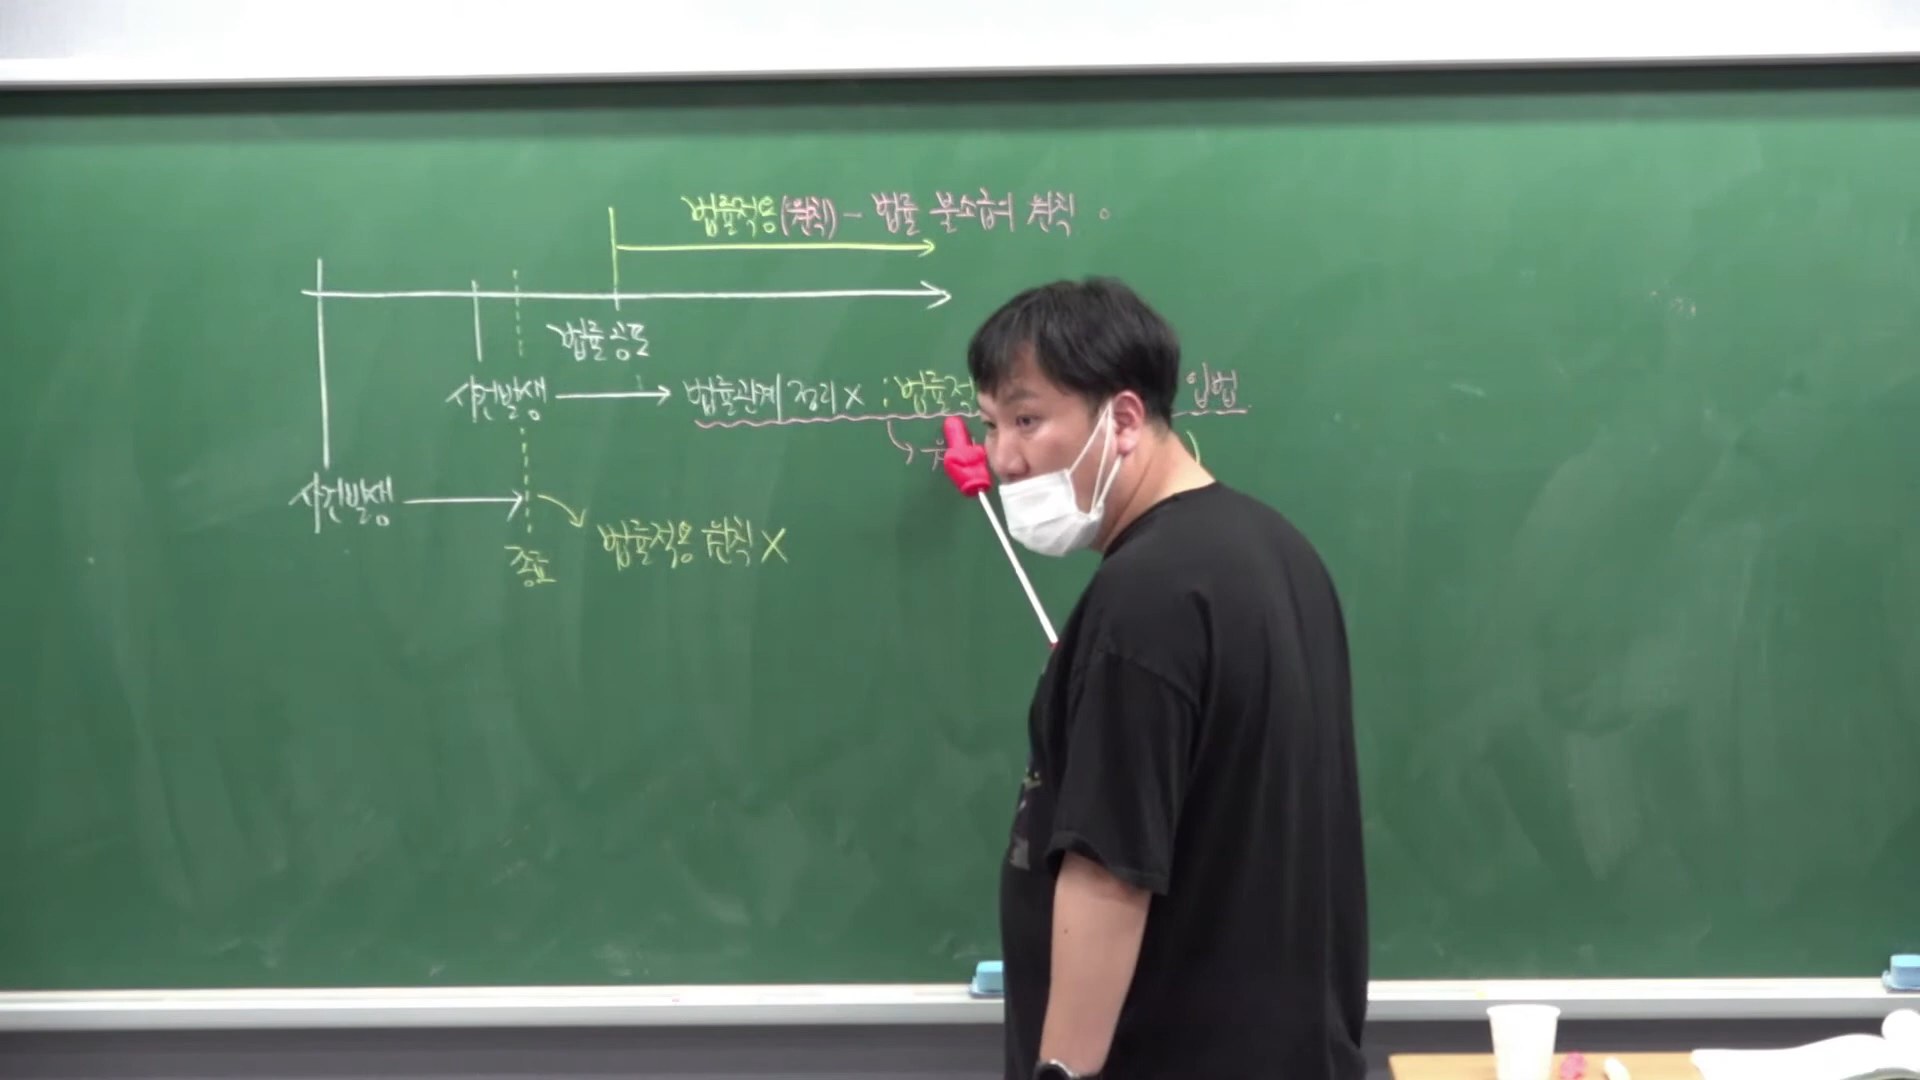 법률적용(원칙) - 법률 불소급의 원칙
법률공포
사건발생 → 법률관계 정리 X : 법률적 입법
사건발생 →
종료
법률적용 원칙 X